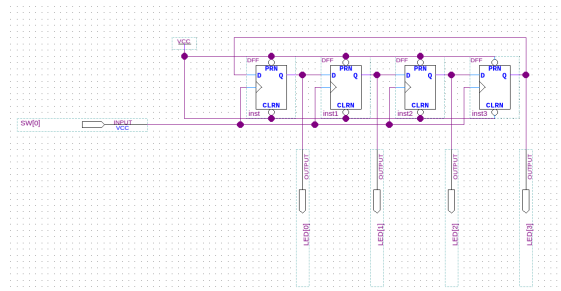 VCC
DFF
PRN
D Q
CLRN
inst
DFF
PRN
D Q
CLRN
inst1
DFF
PRN
D Q
CLRN
inst2
DFF
PRN
D Q
CLRN
inst3
SW[0]
INPUT
VCC
OUTPUT
LED[0]
OUTPUT
LED[1]
OUTPUT
LED[2]
OUTPUT
LED[3]